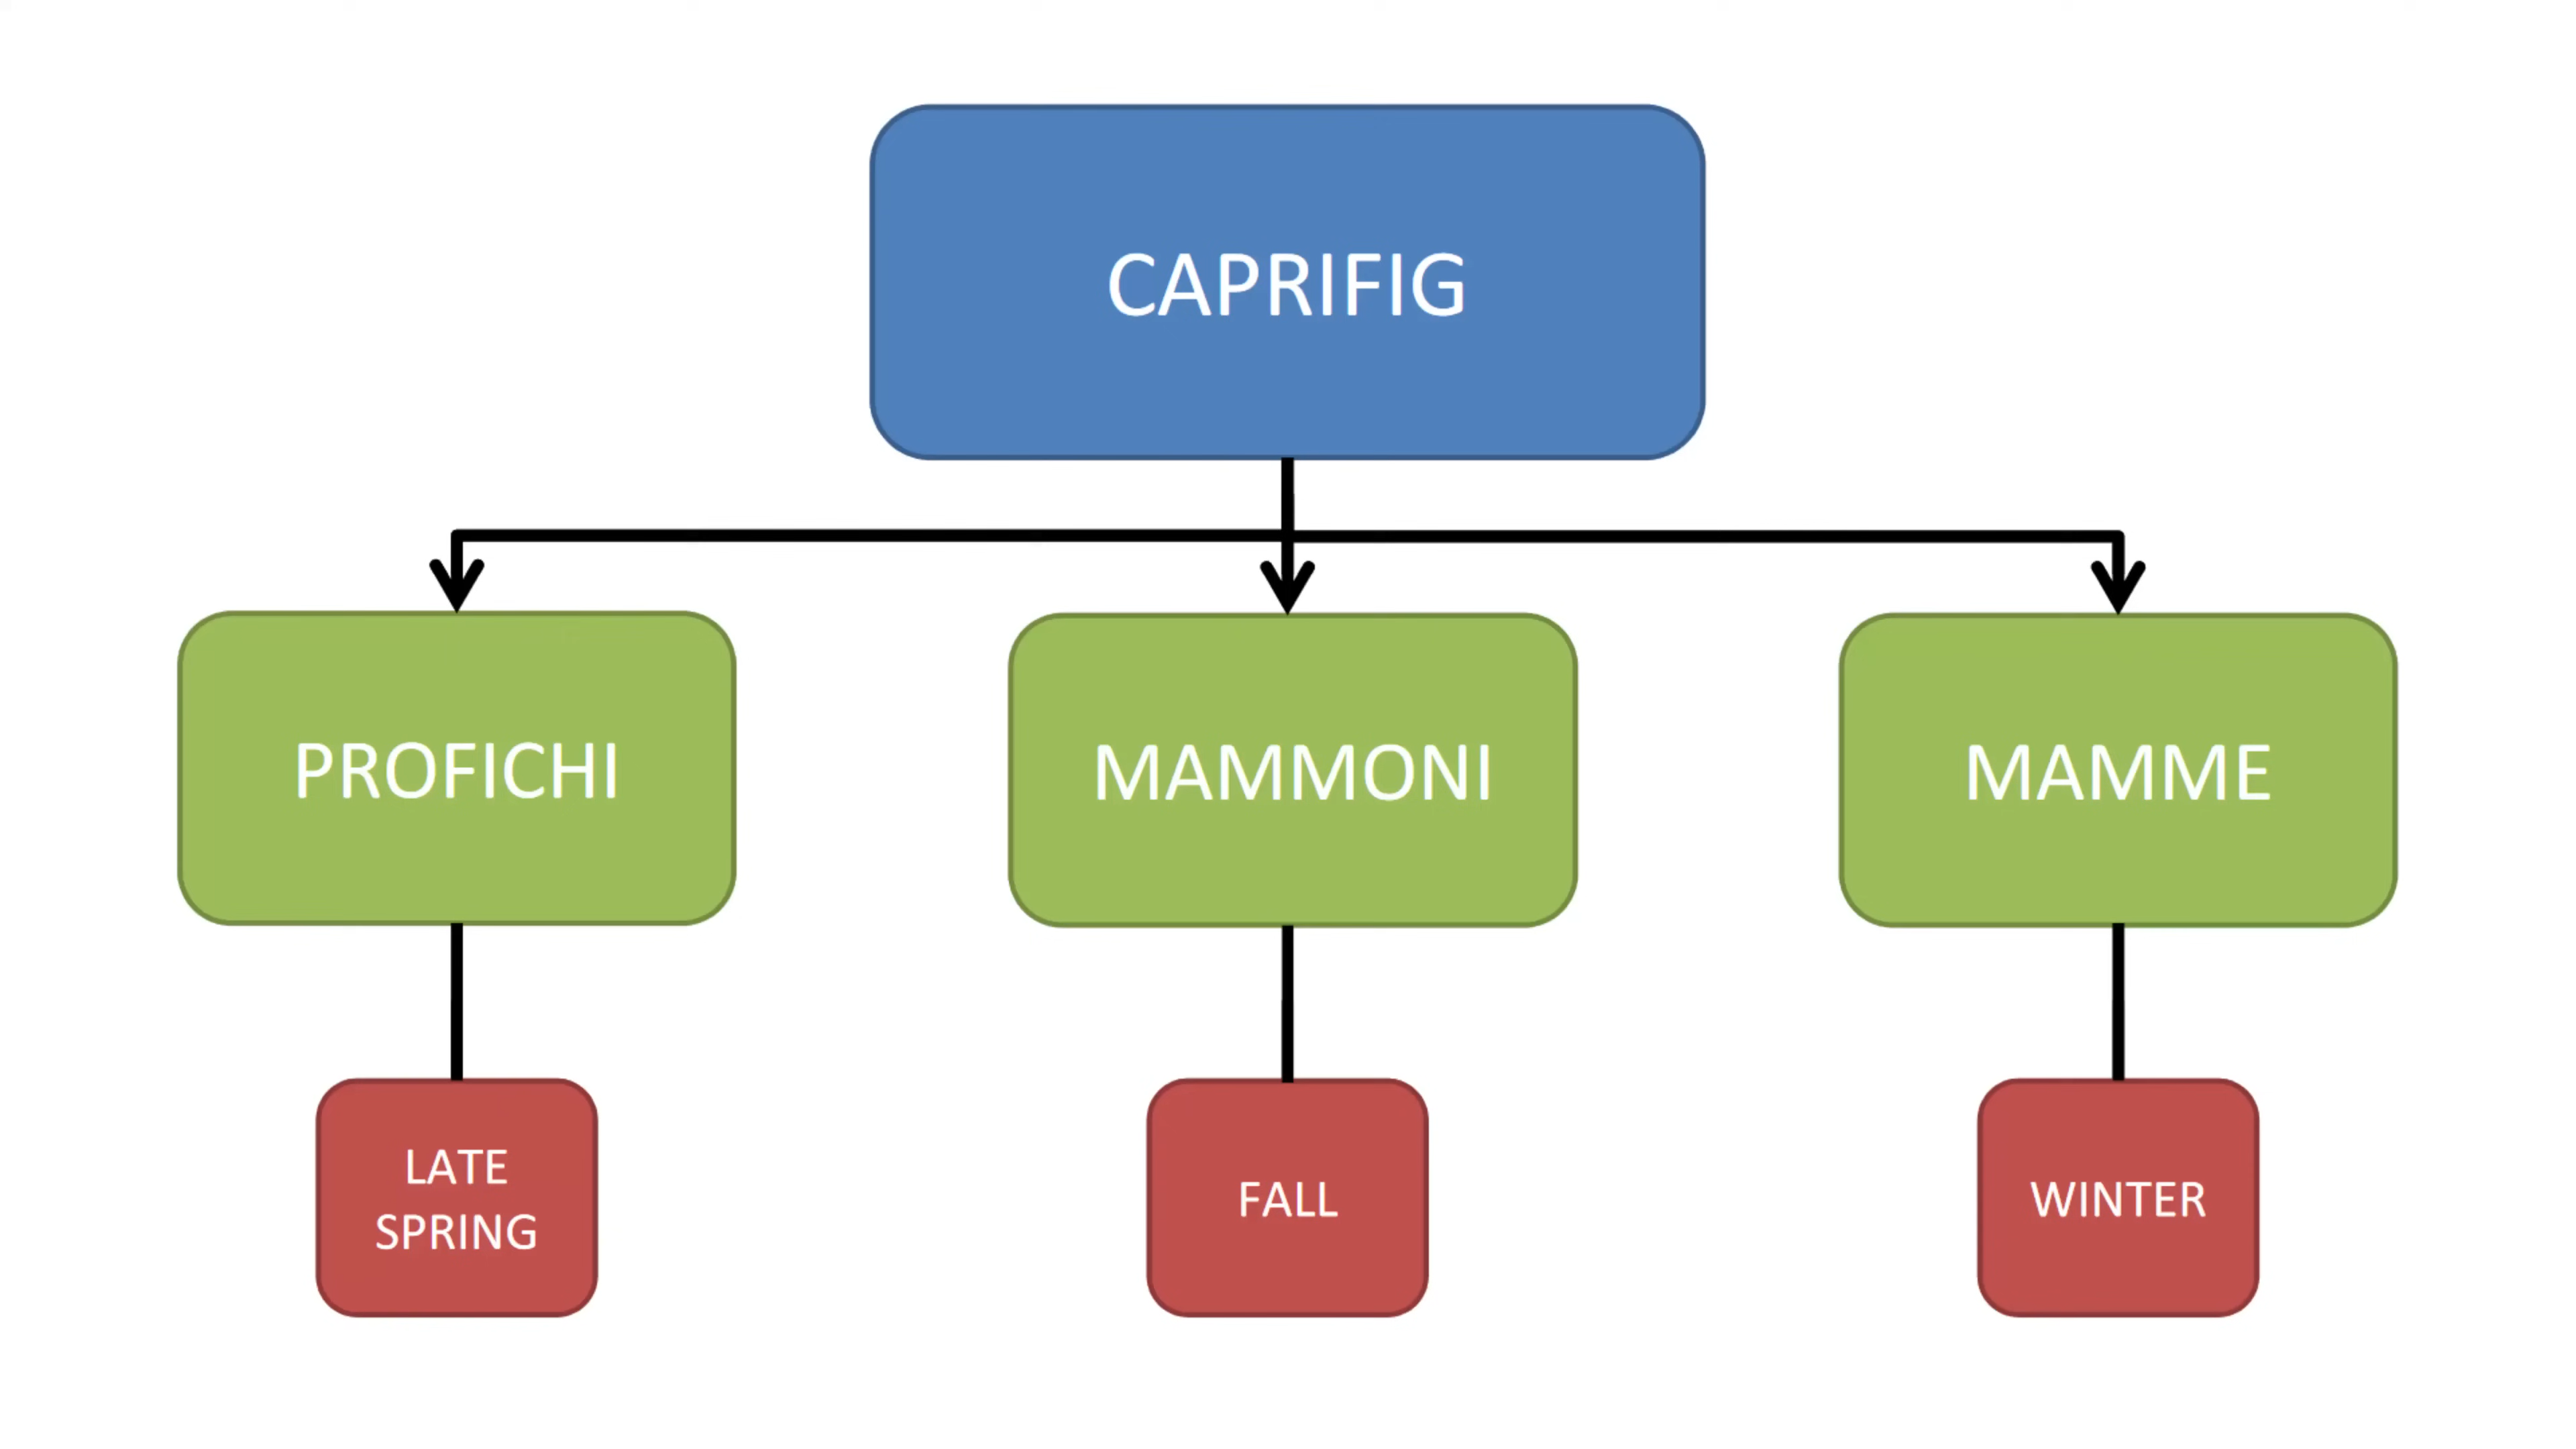 CAPRIFIG
PROFICHI
MAMMONI
MAMME
LATE
SPRING
FALL
WINTER